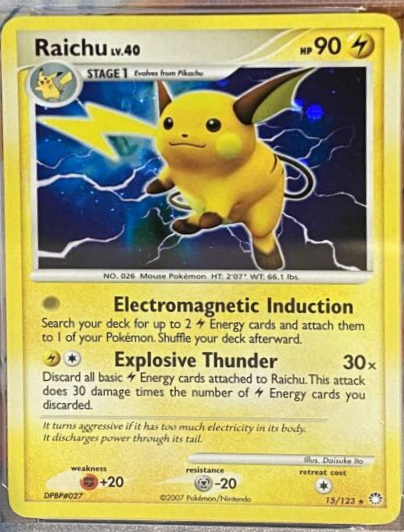 Raichu LV.40 HP 90
STAGE 1 Evolves from Pikachu
NO. 026 Mouse Pokémon HT: 2'07" WT: 66.1 lbs.
Electromagnetic Induction
Search your deck for up to 2 Energy cards and attach them
to 1 of your Pokémon. Shuffle your deck afterward.
Explosive Thunder 30×
Discard all basic Energy cards attached to Raichu. This attack
does 30 damage times the number of Energy cards you
discarded.
It turns aggressive if it has too much electricity in its body.
It discharges power through its tail.
Illus. Daisuke Ito
weakness resistance retreat cost
+20 -20
DPBP#027 ©2007 Pokémon/Nintendo 15/123 ★